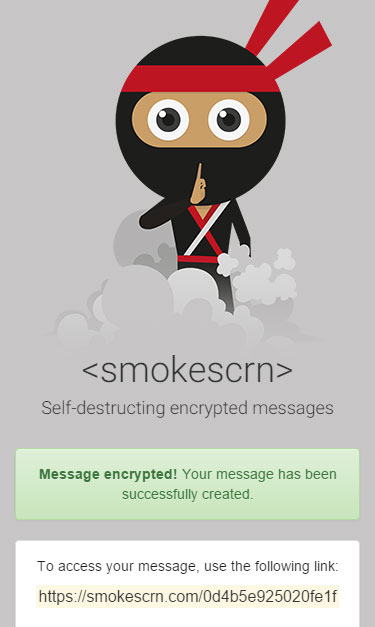 <smokescrn>
Self-destructing encrypted messages
Message encrypted! Your message has been
successfully created.
To access your message, use the following link:
https://smokescrn.com/0d4b5e925020fe1f